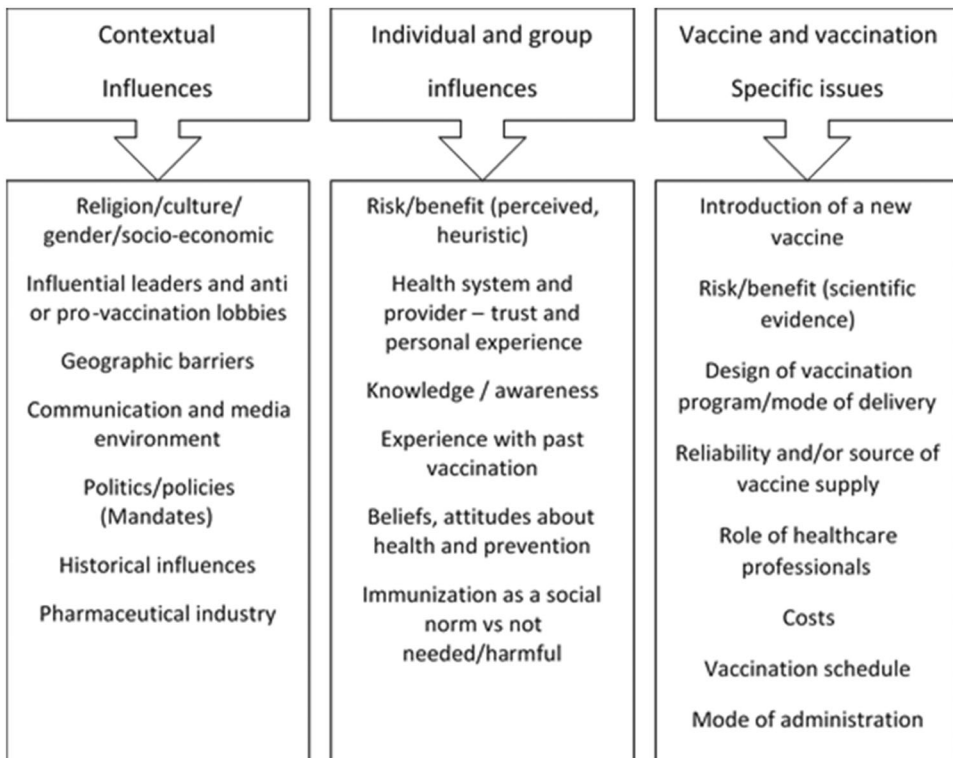 Contextual
Influences
Religion/culture/
gender/socio-economic
Influential leaders and anti
or pro-vaccination lobbies
Geographic barriers
Communication and media
environment
Politics/policies
(Mandates)
Historical influences
Pharmaceutical industry
Individual and group
influences
Risk/benefit (perceived,
heuristic)
Health system and
provider – trust and
personal experience
Knowledge / awareness
Experience with past
vaccination
Beliefs, attitudes about
health and prevention
Immunization as a social
norm vs not
needed/harmful
Vaccine and vaccination
Specific issues
Introduction of a new
vaccine
Risk/benefit (scientific
evidence)
Design of vaccination
program/mode of delivery
Reliability and/or source of
vaccine supply
Role of healthcare
professionals
Costs
Vaccination schedule
Mode of administration